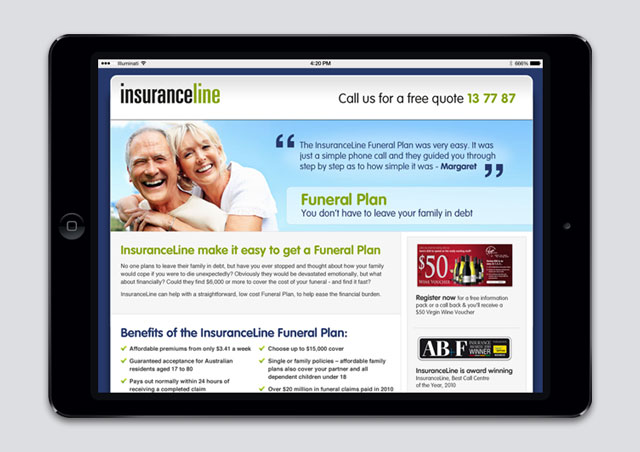 Illuminati
4:20 PM
666%
insuranceline
Call us for a free quote 13 77 87
“ The InsuranceLine Funeral Plan was very easy. It was
just a simple phone call and they guided you through
step by step as to how simple it was - Margaret ”
Funeral Plan
You don't have to leave your family in debt
InsuranceLine make it easy to get a Funeral Plan
No one plans to leave their family in debt, but have you ever stopped and thought about how your family
would cope if you were to die unexpectedly? Obviously they would be devastated emotionally, but what
about financially? Could they find $6,000 or more to cover the cost of your funeral - and find it fast?
InsuranceLine can help with a straightforward, low cost Funeral Plan, to help ease the financial burden.
Benefits of the InsuranceLine Funeral Plan:
Affordable premiums from only $3.41 a week
Guaranteed acceptance for Australian
residents aged 17 to 80
Pays out normally within 24 hours of
receiving a completed claim
Choose up to $15,000 cover
Single or family policies – affordable family
plans also cover your partner and all
dependent children under 18
Over $20 million in funeral claims paid in 2010
$50
WINE VOUCHER
Register now for a free information
pack or a call back & you'll receive a
$50 Virgin Wine Voucher
AB+F
INSURANCE
WINNER
InsuranceLine is award winning
InsuranceLine, Best Call Centre
of the Year, 2010